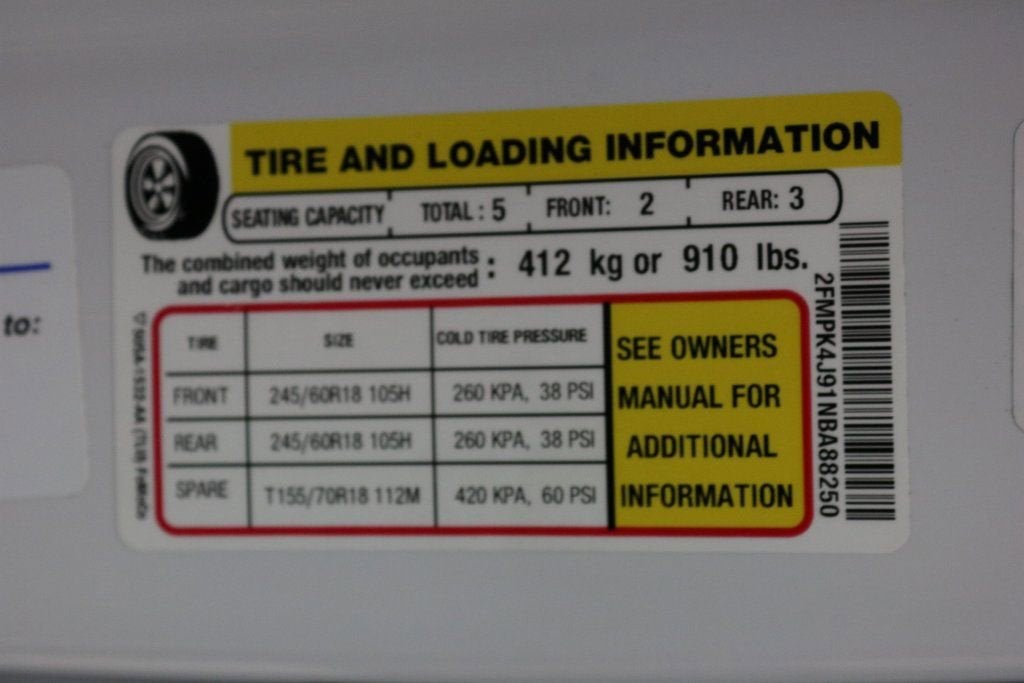 TIRE AND LOADING INFORMATION
SEATING CAPACITY TOTAL : 5 FRONT: 2 REAR: 3
The combined weight of occupants
and cargo should never exceed : 412 kg or 910 lbs.
TIRE SIZE COLD TIRE PRESSURE
FRONT 245/60R18 105H 260 KPA, 38 PSI
REAR 245/60R18 105H 260 KPA, 38 PSI
SPARE T155/70R18 112M 420 KPA, 60 PSI
SEE OWNERS
MANUAL FOR
ADDITIONAL
INFORMATION
2FMPK4J91NBA88250
to: